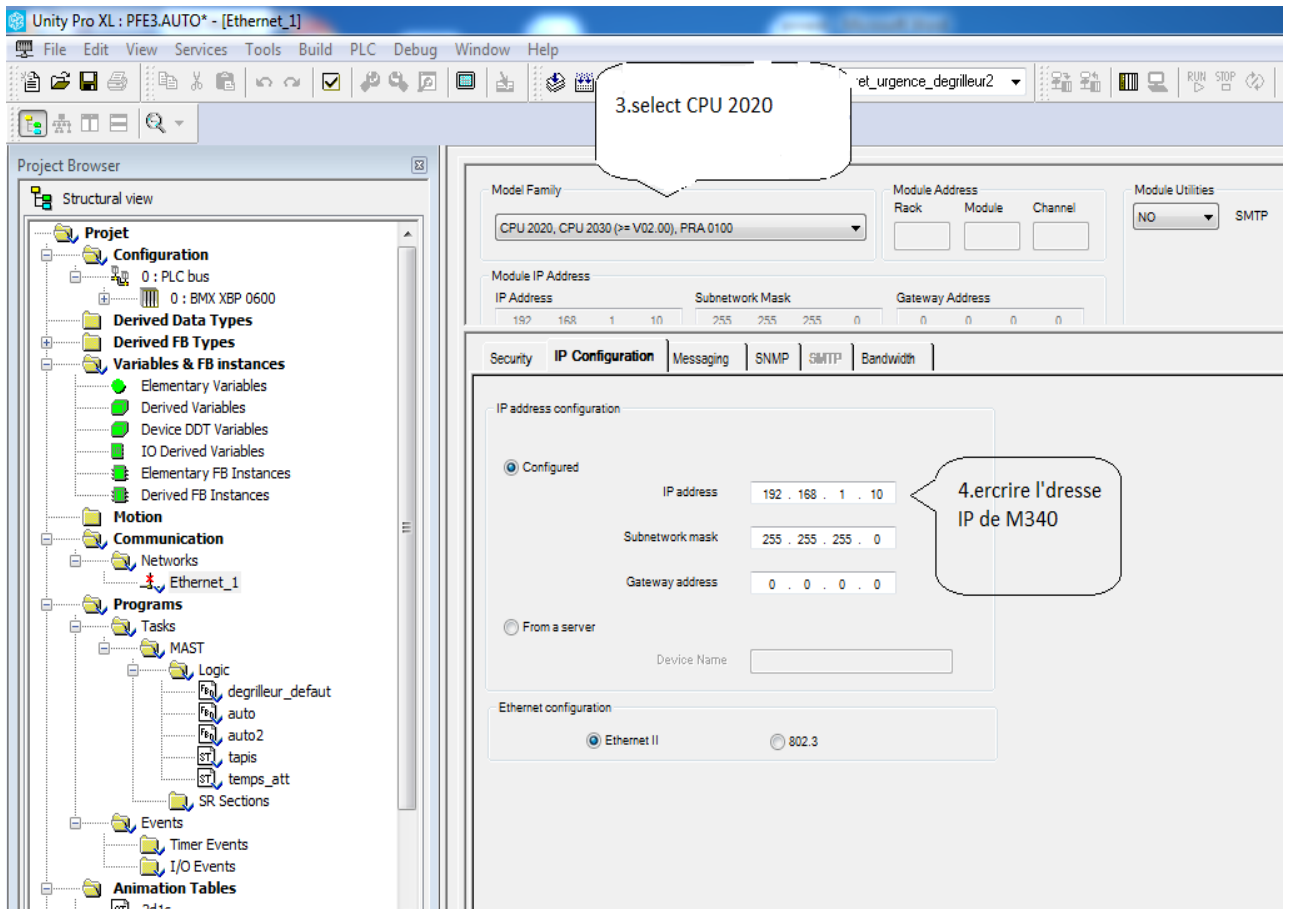 Unity Pro XL : PFE3.AUTO* - [Ethernet_1]
File Edit View Services Tools Build PLC Debug Window Help
et_urgence_degrilleur2
RUN STOP
3.select CPU 2020
Project Browser
Structural view
Projet
Configuration
0 : PLC bus
0 : BMX XBP 0600
Derived Data Types
Derived FB Types
Variables & FB instances
Elementary Variables
Derived Variables
Device DDT Variables
IO Derived Variables
Elementary FB Instances
Derived FB Instances
Motion
Communication
Networks
Ethernet_1
Programs
Tasks
MAST
Logic
degrilleur_defaut
auto
auto2
tapis
temps_att
SR Sections
Events
Timer Events
I/O Events
Animation Tables
Model Family
CPU 2020, CPU 2030 (>= V02.00), PRA 0100
Module Address
Rack Module Channel
Module Utilities
NO SMTP
Module IP Address
IP Address Subnetwork Mask Gateway Address
192 168 1 10 255 255 255 0 0 0 0 0
Security IP Configuration Messaging SNMP SMTP Bandwidth
IP address configuration
Configured
IP address 192 . 168 . 1 . 10
Subnetwork mask 255 . 255 . 255 . 0
Gateway address 0 . 0 . 0 . 0
4.ercrire l'dresse
IP de M340
From a server
Device Name
Ethernet configuration
Ethernet II 802.3